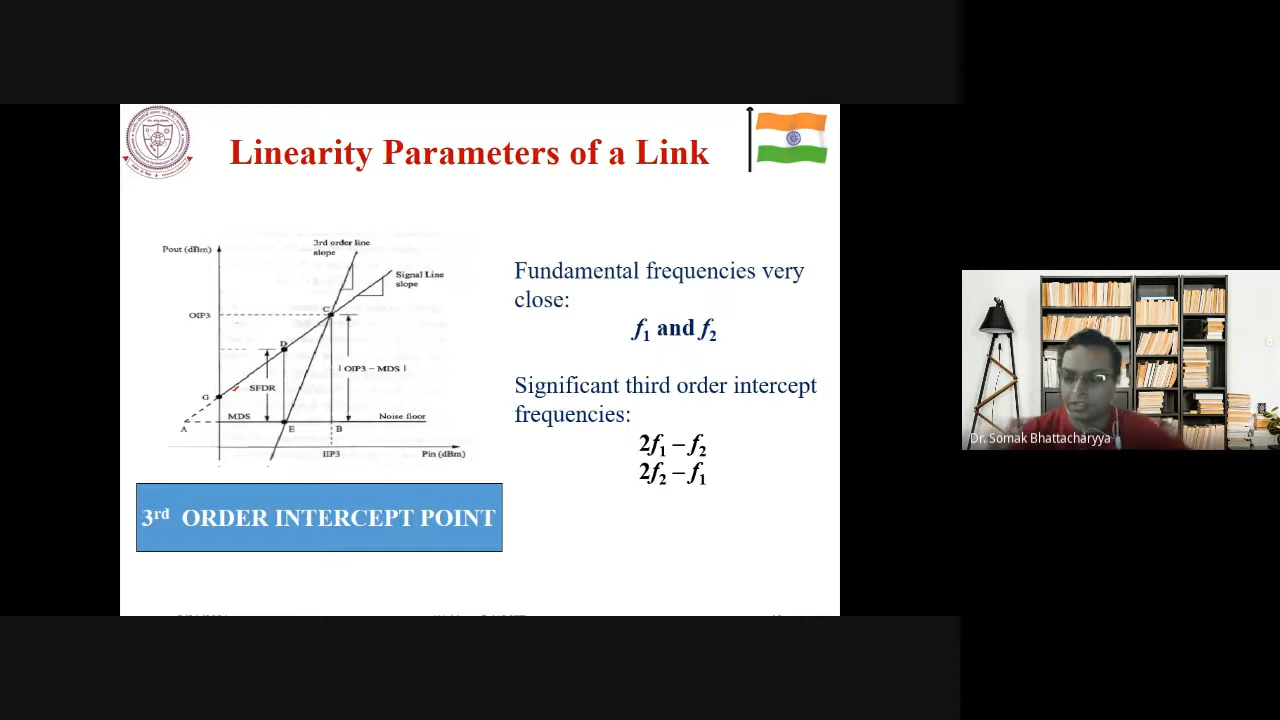 Linearity Parameters of a Link
Pout (dBm)
3rd order line
slope
Signal Line
slope
C
OIP3
D
| OIP3 – MDS |
SFDR
G
MDS
Noise floor
A
E
B
IIP3
Pin (dBm)
3rd ORDER INTERCEPT POINT
Fundamental frequencies very
close:
f1 and f2
Significant third order intercept
frequencies:
2f1 – f2
2f2 – f1
Dr. Somak Bhattacharyya